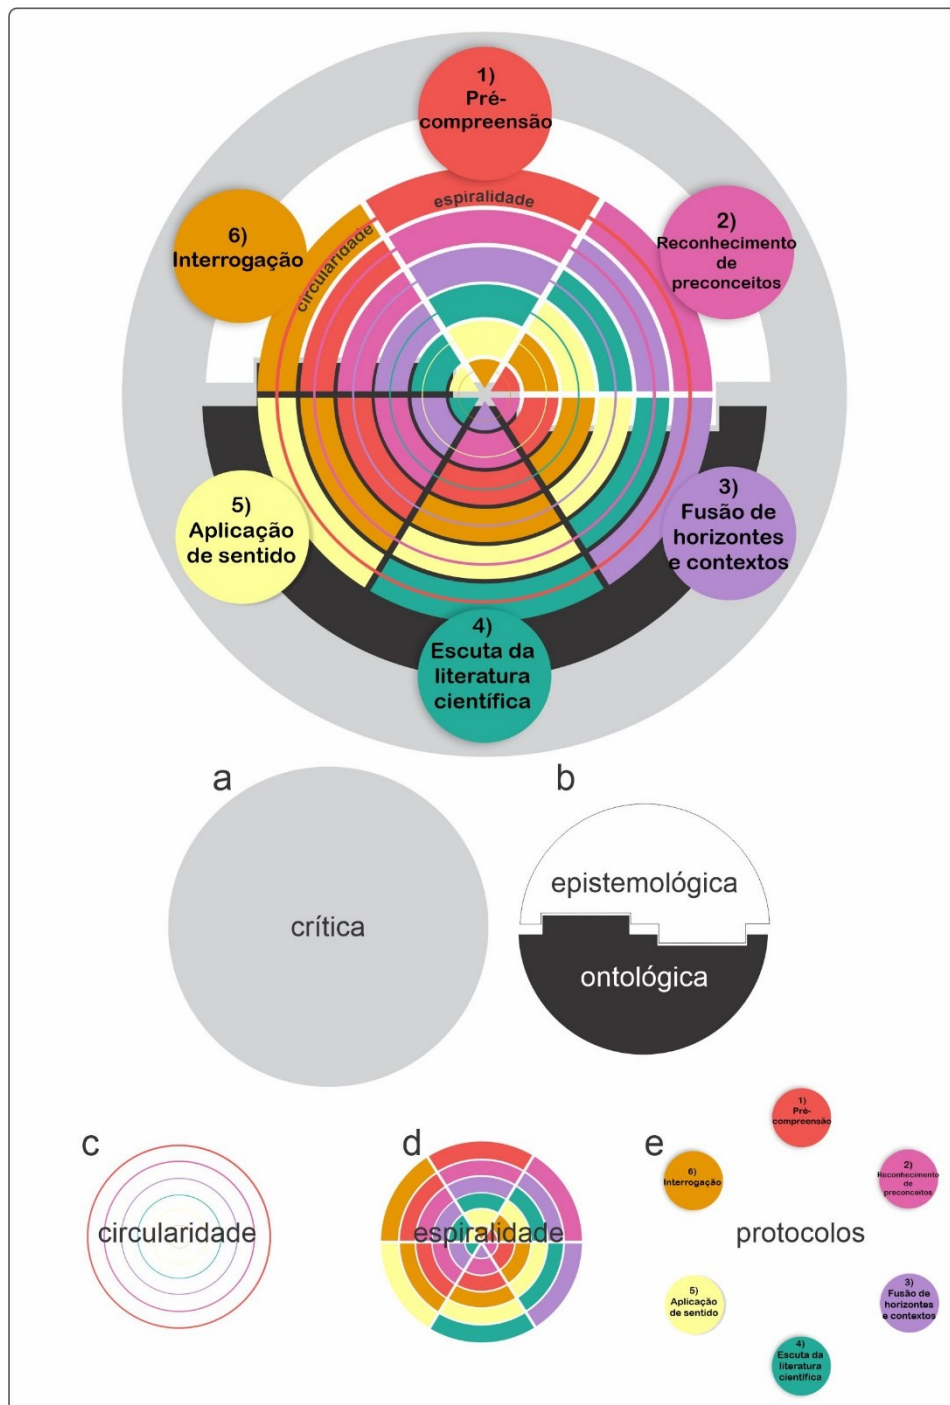 1)
Pré-
compreensão
espiralidade
circularidade
2)
Reconhecimento
de
preconceitos
6)
Interrogação
3)
Fusão de
horizontes
e contextos
5)
Aplicação
de sentido
4)
Escuta da
literatura
científica
a
crítica
b
epistemológica
ontológica
c
circularidade
d
espiralidade
e
protocolos
1)
Pré-
compreensão
2)
Reconhecimento
de
preconceitos
6)
Interrogação
3)
Fusão de
horizontes
e contextos
5)
Aplicação
de sentido
4)
Escuta da
literatura
científica